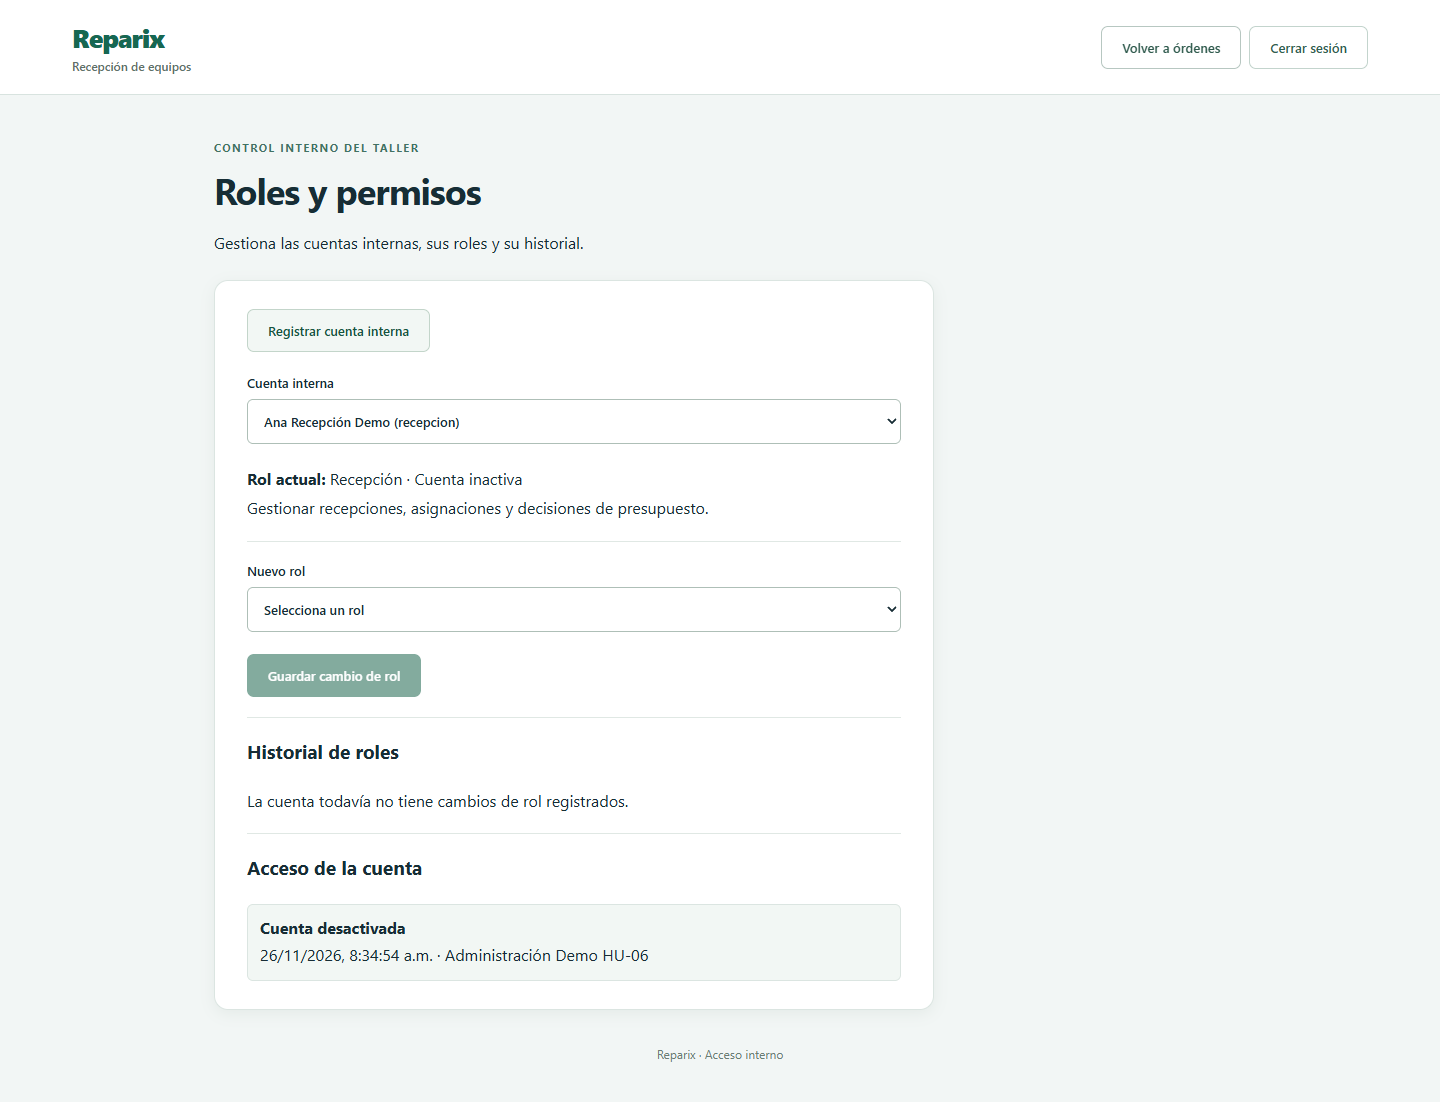 Reparix
Recepción de equipos
Volver a órdenes
Cerrar sesión
CONTROL INTERNO DEL TALLER
Roles y permisos
Gestiona las cuentas internas, sus roles y su historial.
Registrar cuenta interna
Cuenta interna
Ana Recepción Demo (recepcion)
Rol actual: Recepción · Cuenta inactiva
Gestionar recepciones, asignaciones y decisiones de presupuesto.
Nuevo rol
Selecciona un rol
Guardar cambio de rol
Historial de roles
La cuenta todavía no tiene cambios de rol registrados.
Acceso de la cuenta
Cuenta desactivada
26/11/2026, 8:34:54 a.m. · Administración Demo HU-06
Reparix · Acceso interno